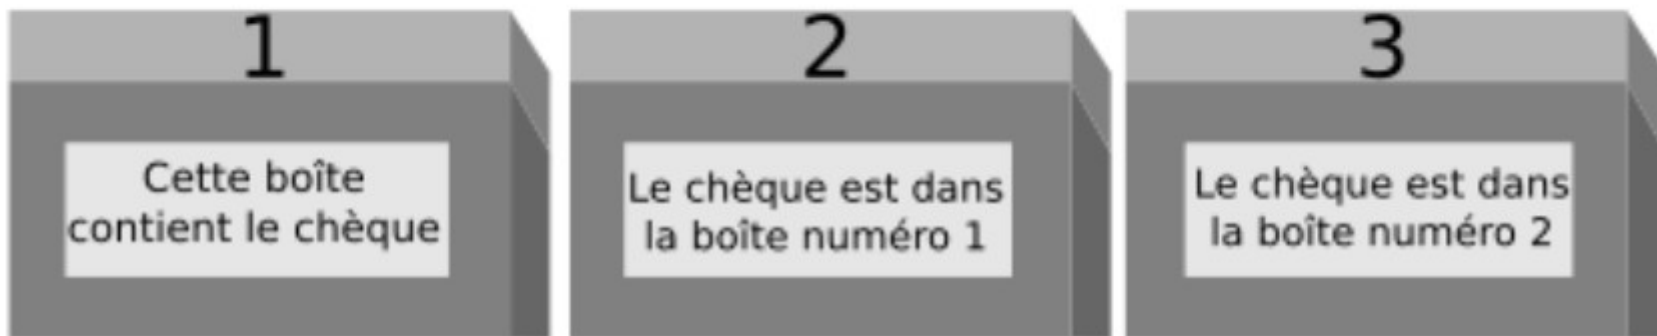 1
Cette boîte
contient le chèque
2
Le chèque est dans
la boîte numéro 1
3
Le chèque est dans
la boîte numéro 2